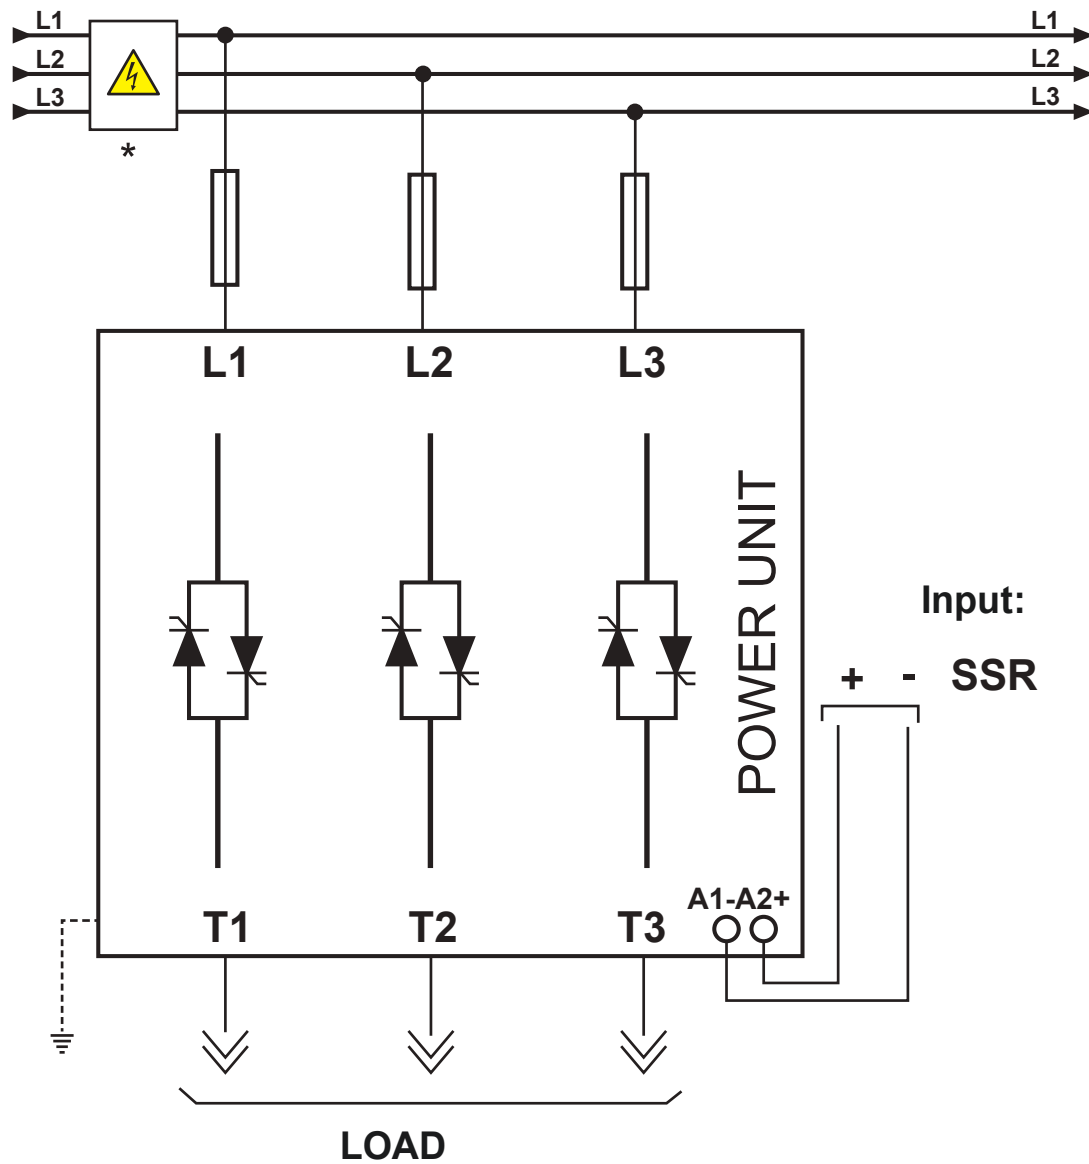 L1 L1
L2 L2
L3 L3
*
L1 L2 L3
POWER UNIT
Input:
+ - SSR
A1-A2+
T1 T2 T3
LOAD